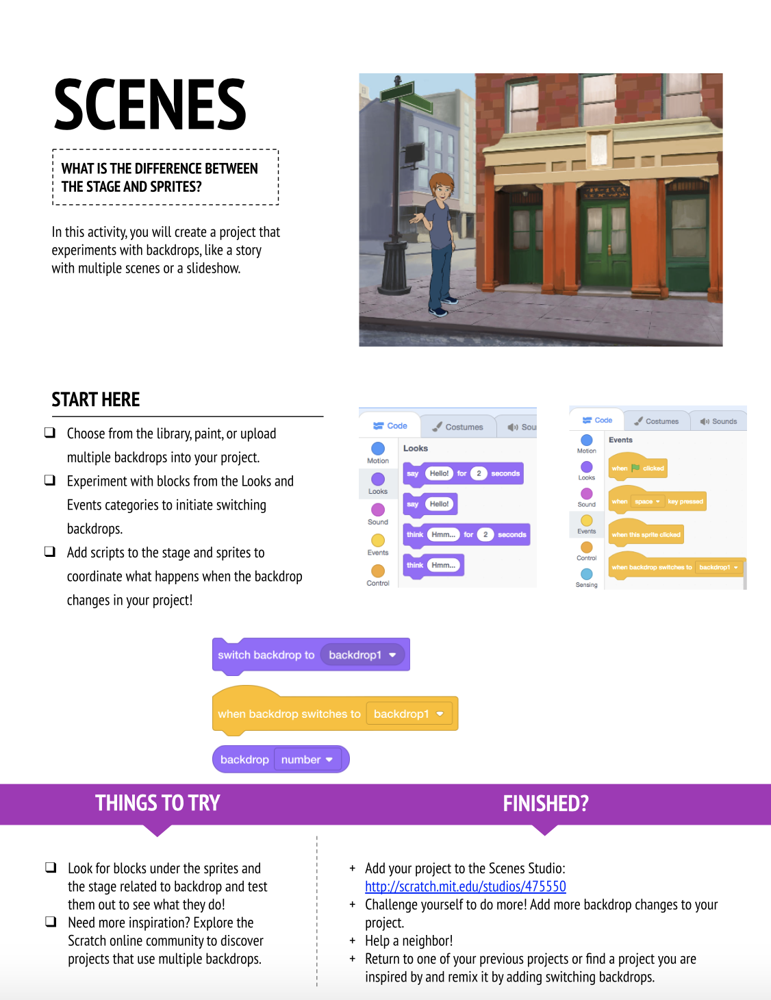 SCENES
WHAT IS THE DIFFERENCE BETWEEN
THE STAGE AND SPRITES?
In this activity, you will create a project that
experiments with backdrops, like a story
with multiple scenes or a slideshow.
START HERE
❑ Choose from the library, paint, or upload
multiple backdrops into your project.
❑ Experiment with blocks from the Looks and
Events categories to initiate switching
backdrops.
❑ Add scripts to the stage and sprites to
coordinate what happens when the backdrop
changes in your project!
Code Costumes Sou
Looks
Motion
Looks
Sound
Events
Control
say Hello! for 2 seconds
say Hello!
think Hmm... for 2 seconds
think Hmm...
Code Costumes Sounds
Events
Motion
Looks
Sound
Events
Control
Sensing
when clicked
when space key pressed
when this sprite clicked
when backdrop switches to backdrop1
switch backdrop to backdrop1
when backdrop switches to backdrop1
backdrop number
THINGS TO TRY
❑ Look for blocks under the sprites and
the stage related to backdrop and test
them out to see what they do!
❑ Need more inspiration? Explore the
Scratch online community to discover
projects that use multiple backdrops.
FINISHED?
+ Add your project to the Scenes Studio:
http://scratch.mit.edu/studios/475550
+ Challenge yourself to do more! Add more backdrop changes to your
project.
+ Help a neighbor!
+ Return to one of your previous projects or find a project you are
inspired by and remix it by adding switching backdrops.